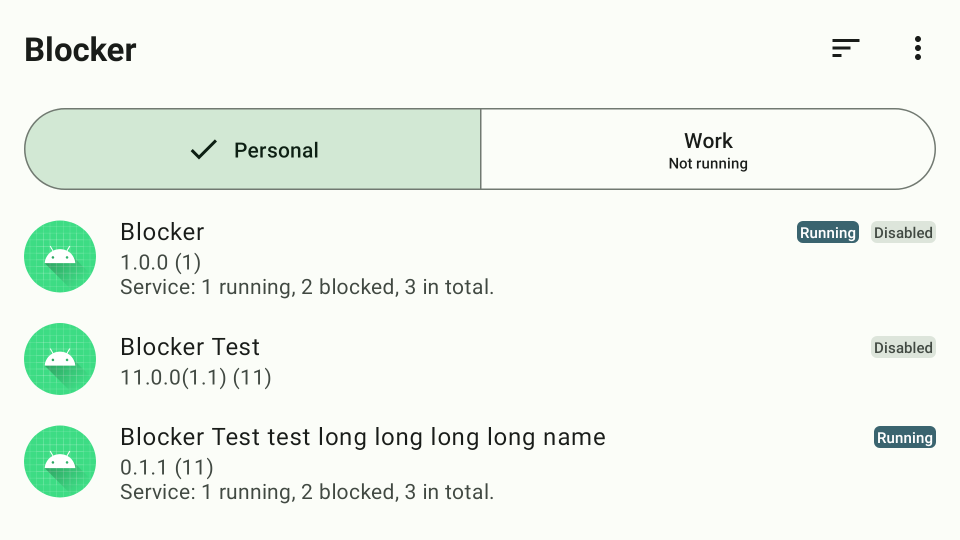 Blocker
Personal
Work
Not running
Blocker
Running
Disabled
1.0.0 (1)
Service: 1 running, 2 blocked, 3 in total.
Blocker Test
Disabled
11.0.0(1.1) (11)
Blocker Test test long long long long name
Running
0.1.1 (11)
Service: 1 running, 2 blocked, 3 in total.